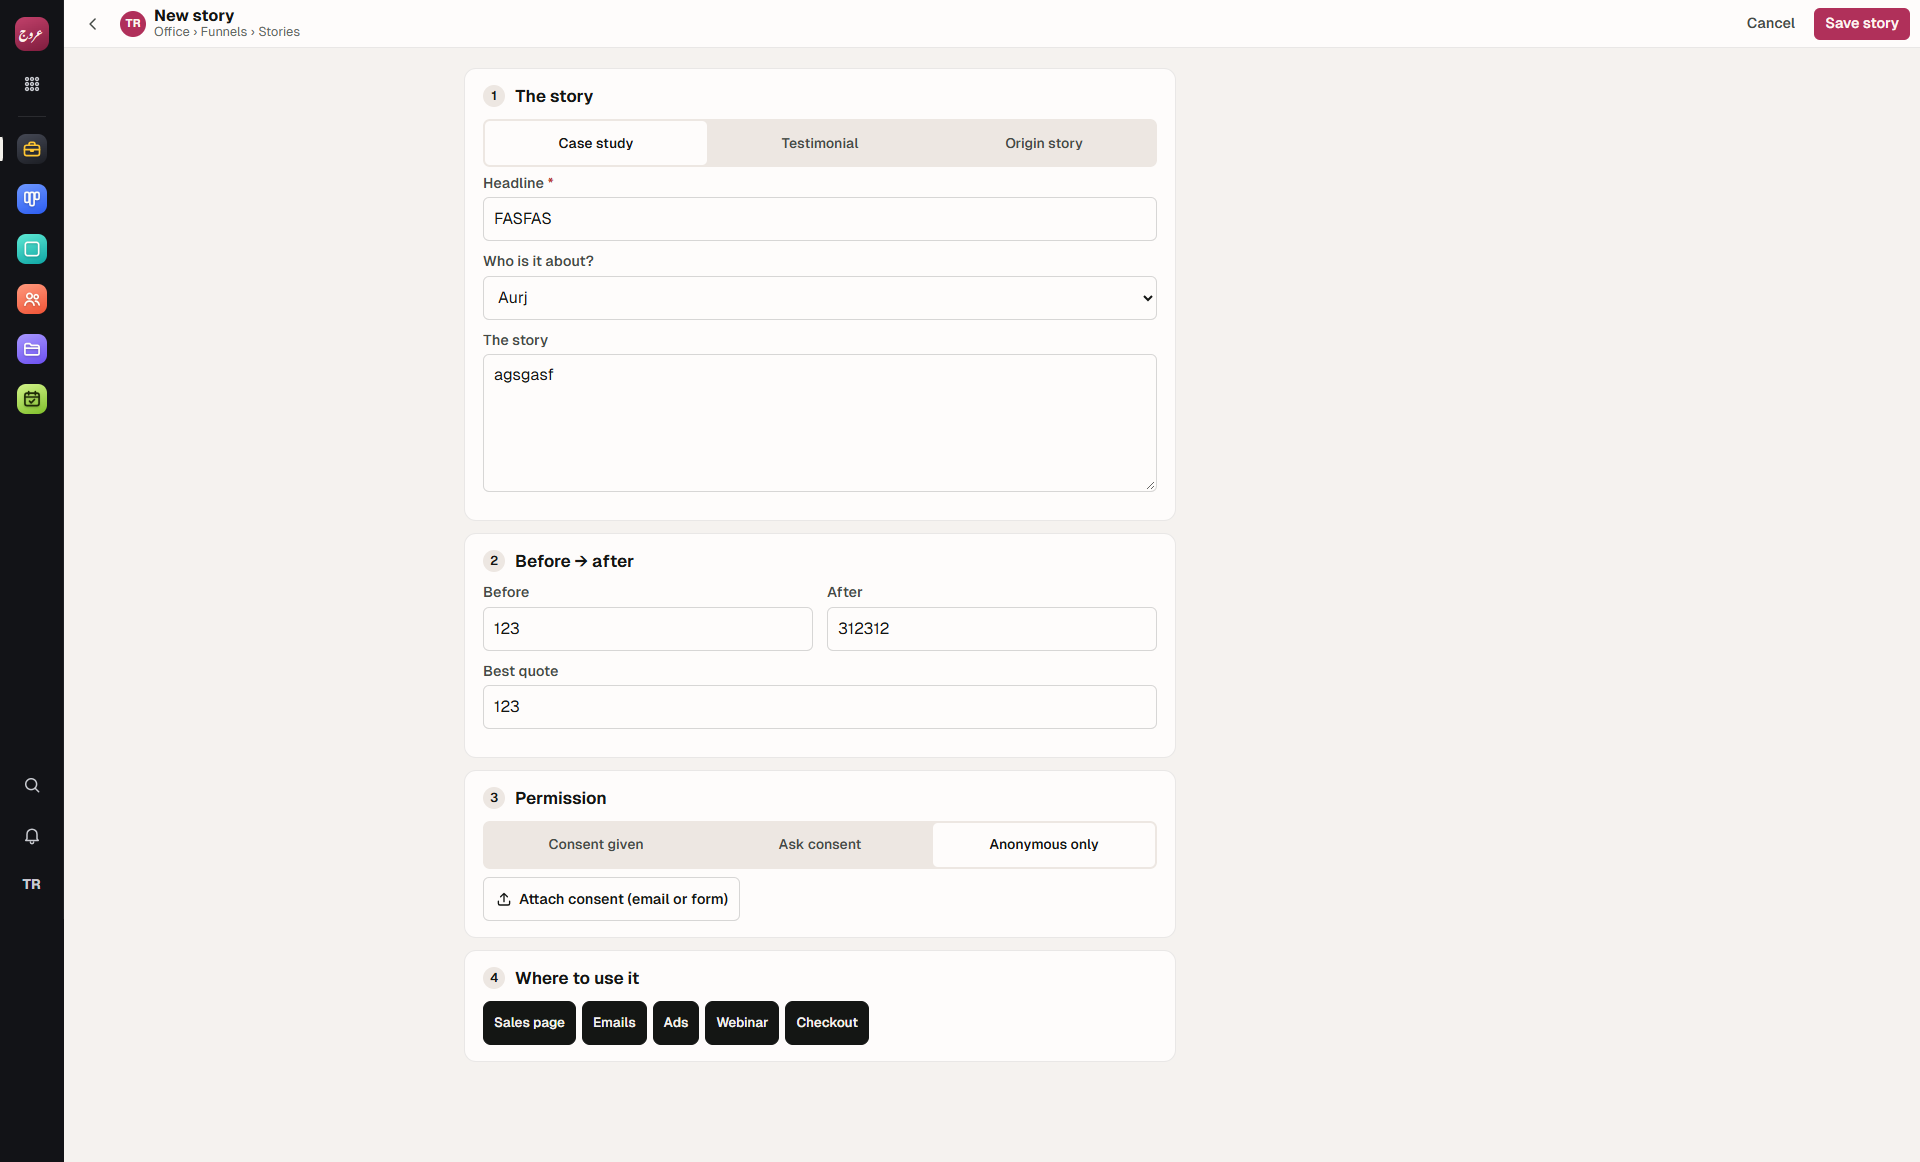 عروج
TR
New story
Office › Funnels › Stories
Cancel
Save story
1 The story
Case study
Testimonial
Origin story
Headline *
FASFAS
Who is it about?
Aurj
The story
agsgasf
2 Before → after
Before
After
123
312312
Best quote
123
3 Permission
Consent given
Ask consent
Anonymous only
Attach consent (email or form)
4 Where to use it
Sales page
Emails
Ads
Webinar
Checkout
TR